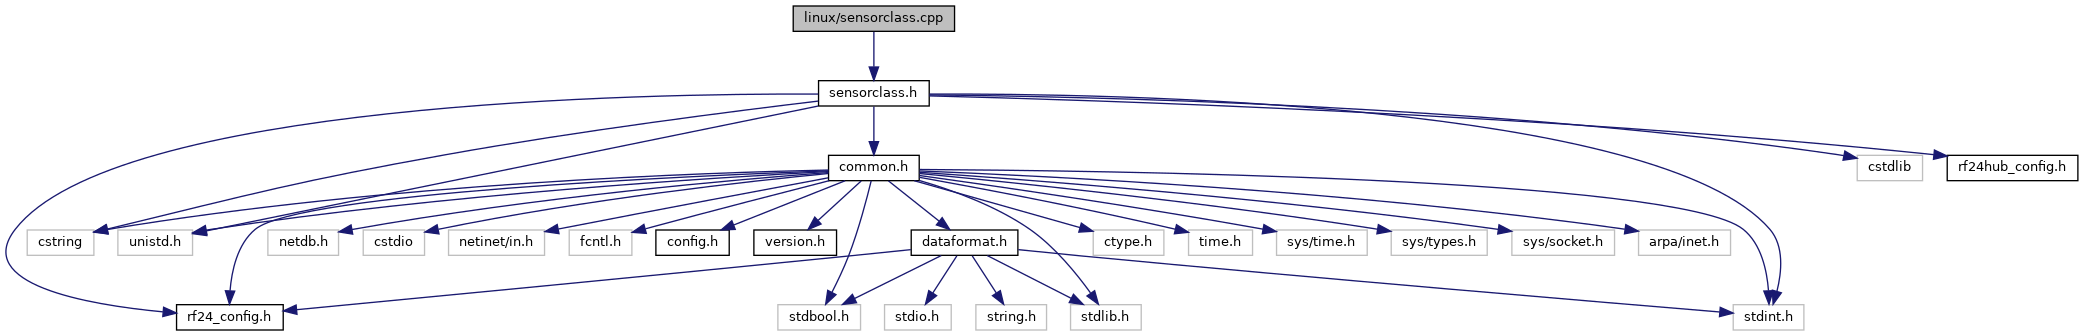 linux/sensorclass.cpp
sensorclass.h
common.h
cstdlib
rf24hub_config.h
cstring
unistd.h
netdb.h
cstdio
netinet/in.h
fcntl.h
config.h
version.h
dataformat.h
ctype.h
time.h
sys/time.h
sys/types.h
sys/socket.h
arpa/inet.h
rf24_config.h
stdbool.h
stdio.h
string.h
stdlib.h
stdint.h